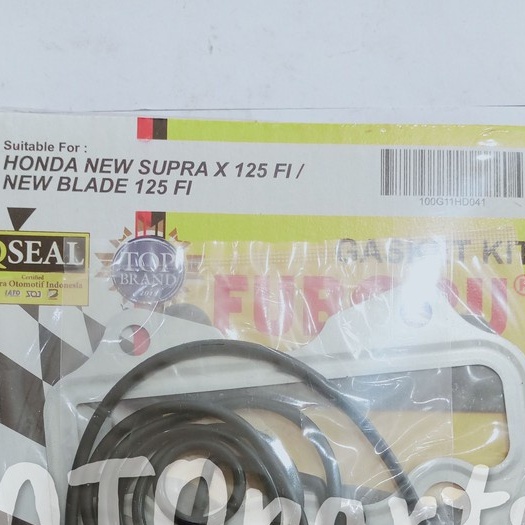 Suitable For :
HONDA NEW SUPRA X 125 FI /
NEW BLADE 125 FI
100G11HD041
QSEAL
Certified
ra Otomotif Indonesia
IATO
TOP
BRAND
GASKET KIT